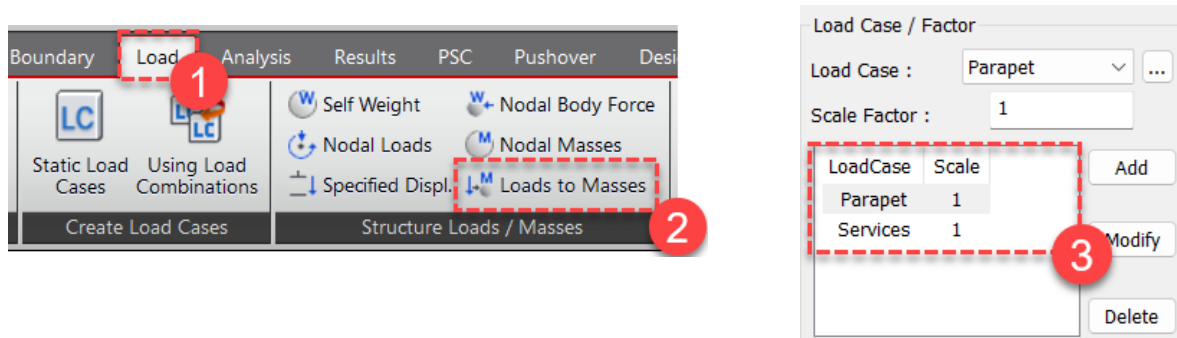 Boundary Load Analysis Results PSC Pushover Desi
1
LC
LC
Static Load Cases
Using Load Combinations
Create Load Cases
W Self Weight
W Nodal Body Force
Nodal Loads
M Nodal Masses
Specified Displ.
M Loads to Masses
Structure Loads / Masses
2
Load Case / Factor
Load Case : Parapet ...
Scale Factor : 1
LoadCase Scale
Parapet 1
Services 1
3
Add
Modify
Delete